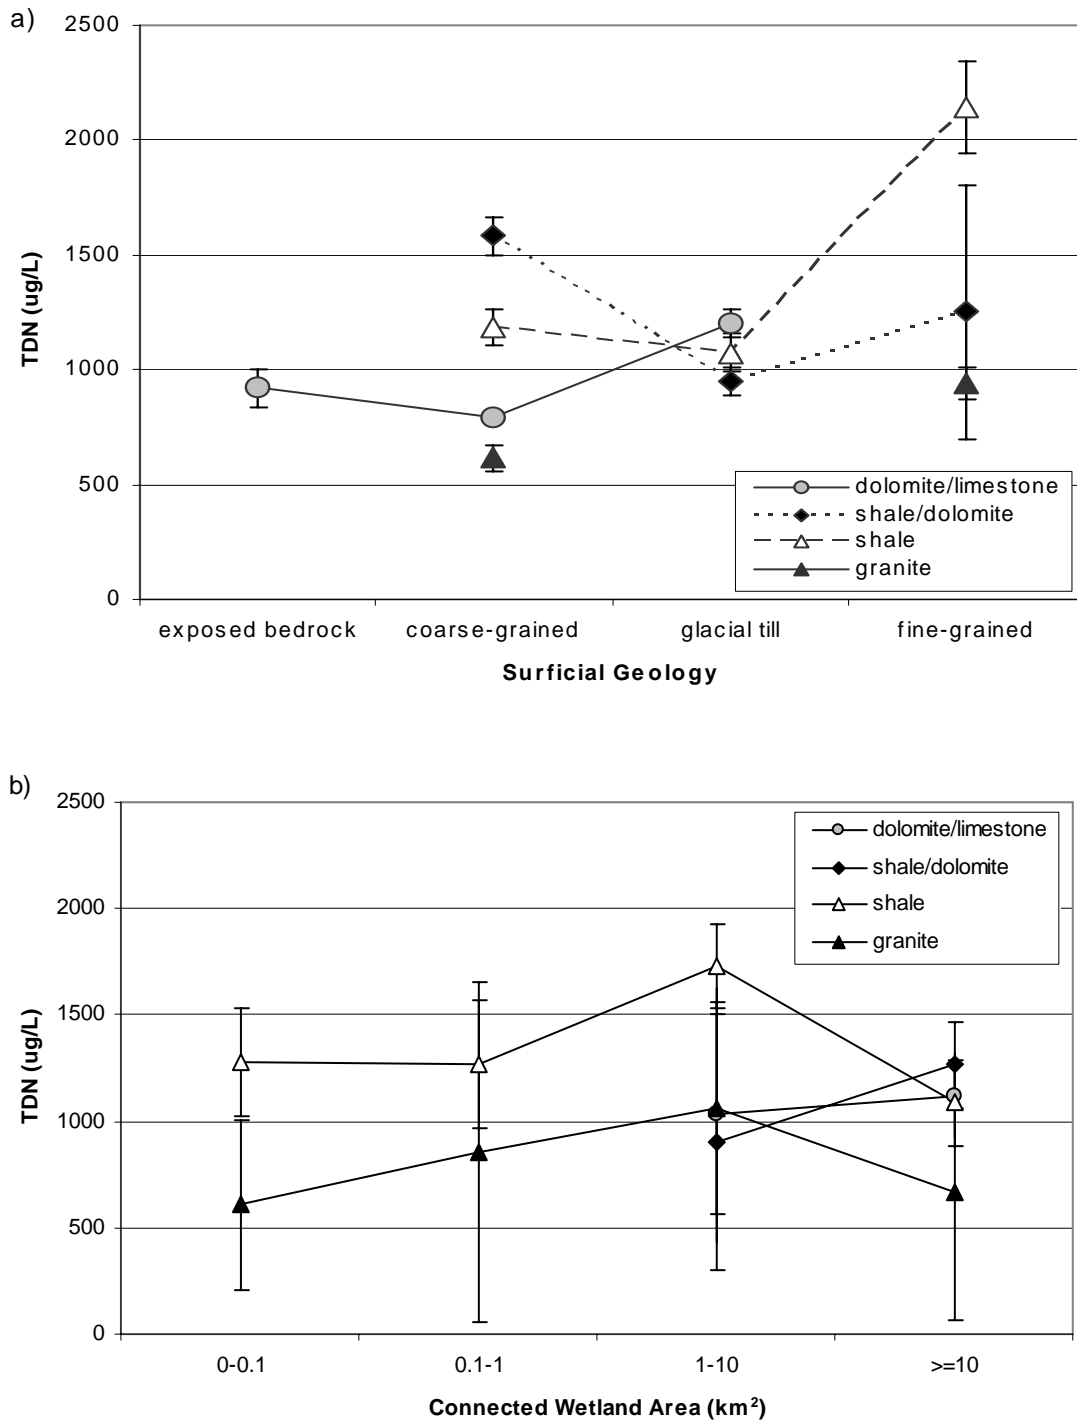 a)
2500
2000
1500
1000
500
0
TDN (ug/L)
dolomite/limestone
shale/dolomite
shale
granite
exposed bedrock coarse-grained glacial till fine-grained
Surficial Geology
b)
2500
2000
1500
1000
500
0
TDN (ug/L)
dolomite/limestone
shale/dolomite
shale
granite
0-0.1 0.1-1 1-10 >=10
Connected Wetland Area (km²)